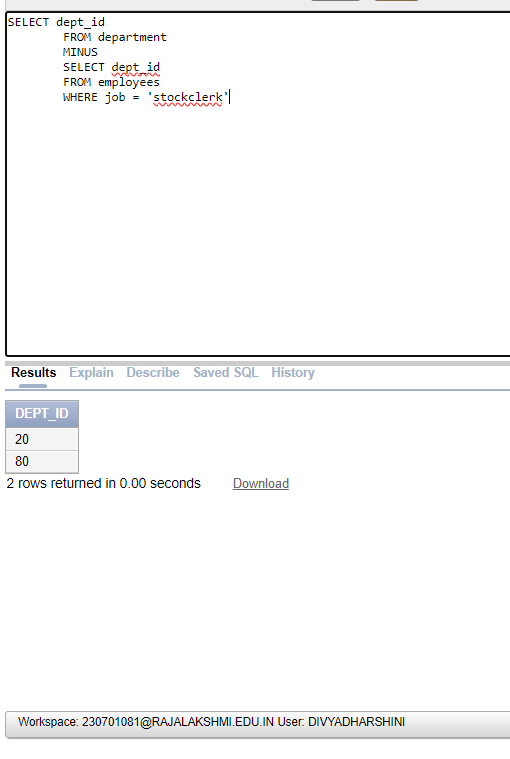 SELECT dept_id
FROM department
MINUS
SELECT dept_id
FROM employees
WHERE job = 'stockclerk'
Results Explain Describe Saved SQL History
DEPT_ID
20
80
2 rows returned in 0.00 seconds Download
Workspace: 230701081@RAJALAKSHMI.EDU.IN User: DIVYADHARSHINI